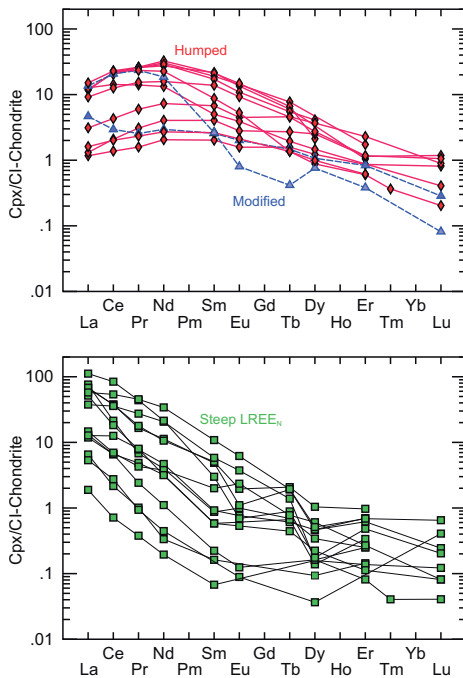 100
10
1
.1
.01
Cpx/CI-Chondrite
Humped
Modified
La Ce Pr Nd Pm Sm Eu Gd Tb Dy Ho Er Tm Yb Lu
100
10
1
.1
.01
Cpx/CI-Chondrite
Steep LREEN
La Ce Pr Nd Pm Sm Eu Gd Tb Dy Ho Er Tm Yb Lu